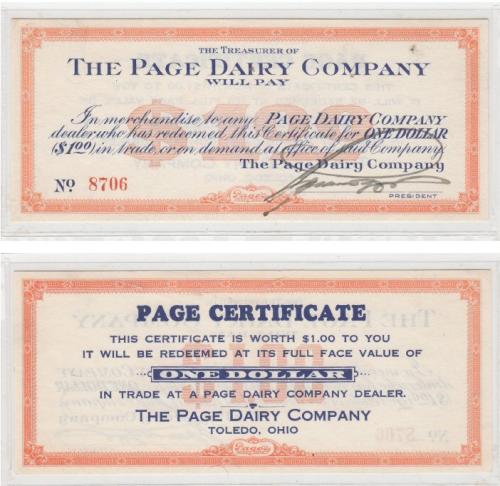 THE TREASURER OF
THE PAGE DAIRY COMPANY
WILL PAY
In merchandise to any PAGE DAIRY COMPANY
dealer who has redeemed this Certificate for ONE DOLLAR
($1.00) in trade, or on demand at office of said Company.
The Page Dairy Company
No 8706
PRESIDENT
Page's
PAGE CERTIFICATE
THIS CERTIFICATE IS WORTH $1.00 TO YOU
IT WILL BE REDEEMED AT ITS FULL FACE VALUE OF
ONE DOLLAR
IN TRADE AT A PAGE DAIRY COMPANY DEALER.
THE PAGE DAIRY COMPANY
TOLEDO, OHIO
$1.00
Page's